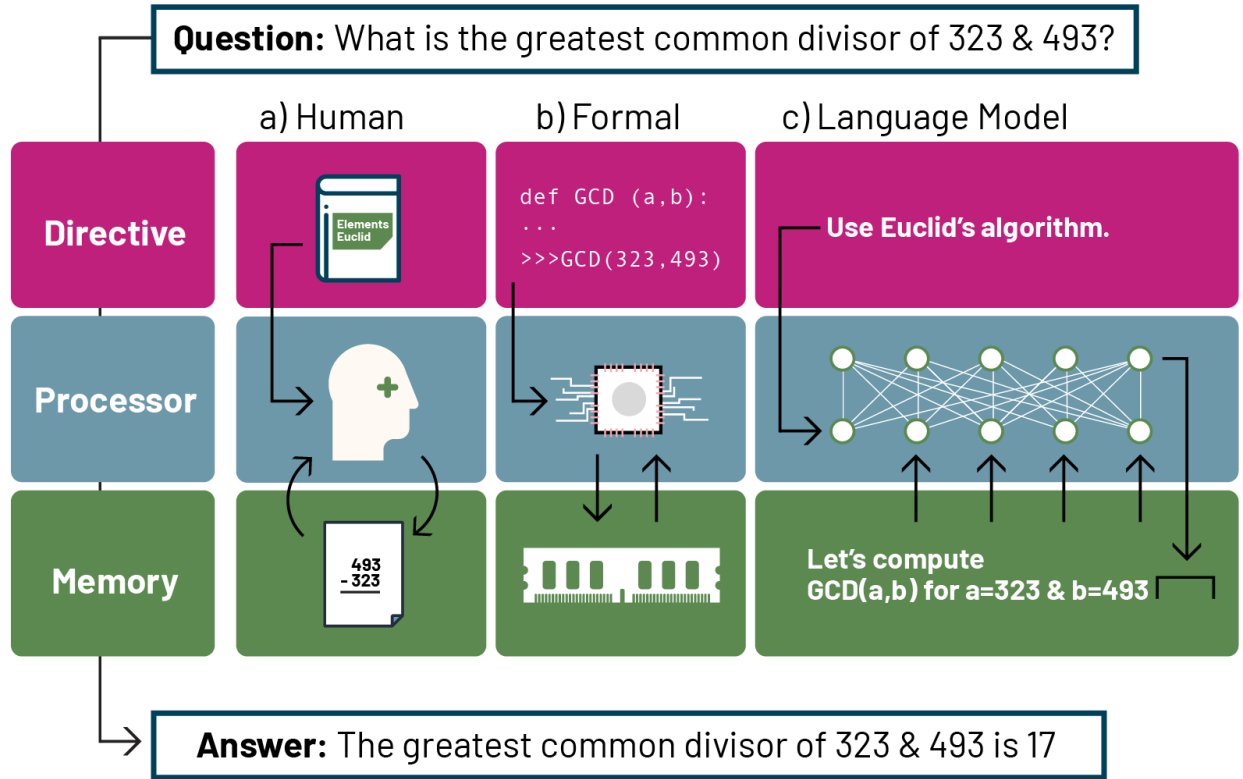 Question: What is the greatest common divisor of 323 & 493?
a) Human
b) Formal
c) Language Model
Directive
Elements
Euclid
def GCD (a,b):
...
>>>GCD(323,493)
Use Euclid's algorithm.
Processor
Memory
493
- 323
Let's compute
GCD(a,b) for a=323 & b=493
Answer: The greatest common divisor of 323 & 493 is 17